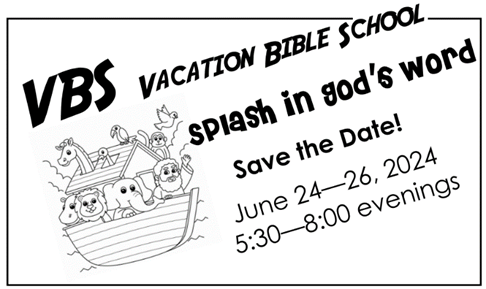 VBS VACATION BIBLE SCHOOL
splash in god's word
Save the Date!
June 24—26, 2024
5:30—8:00 evenings